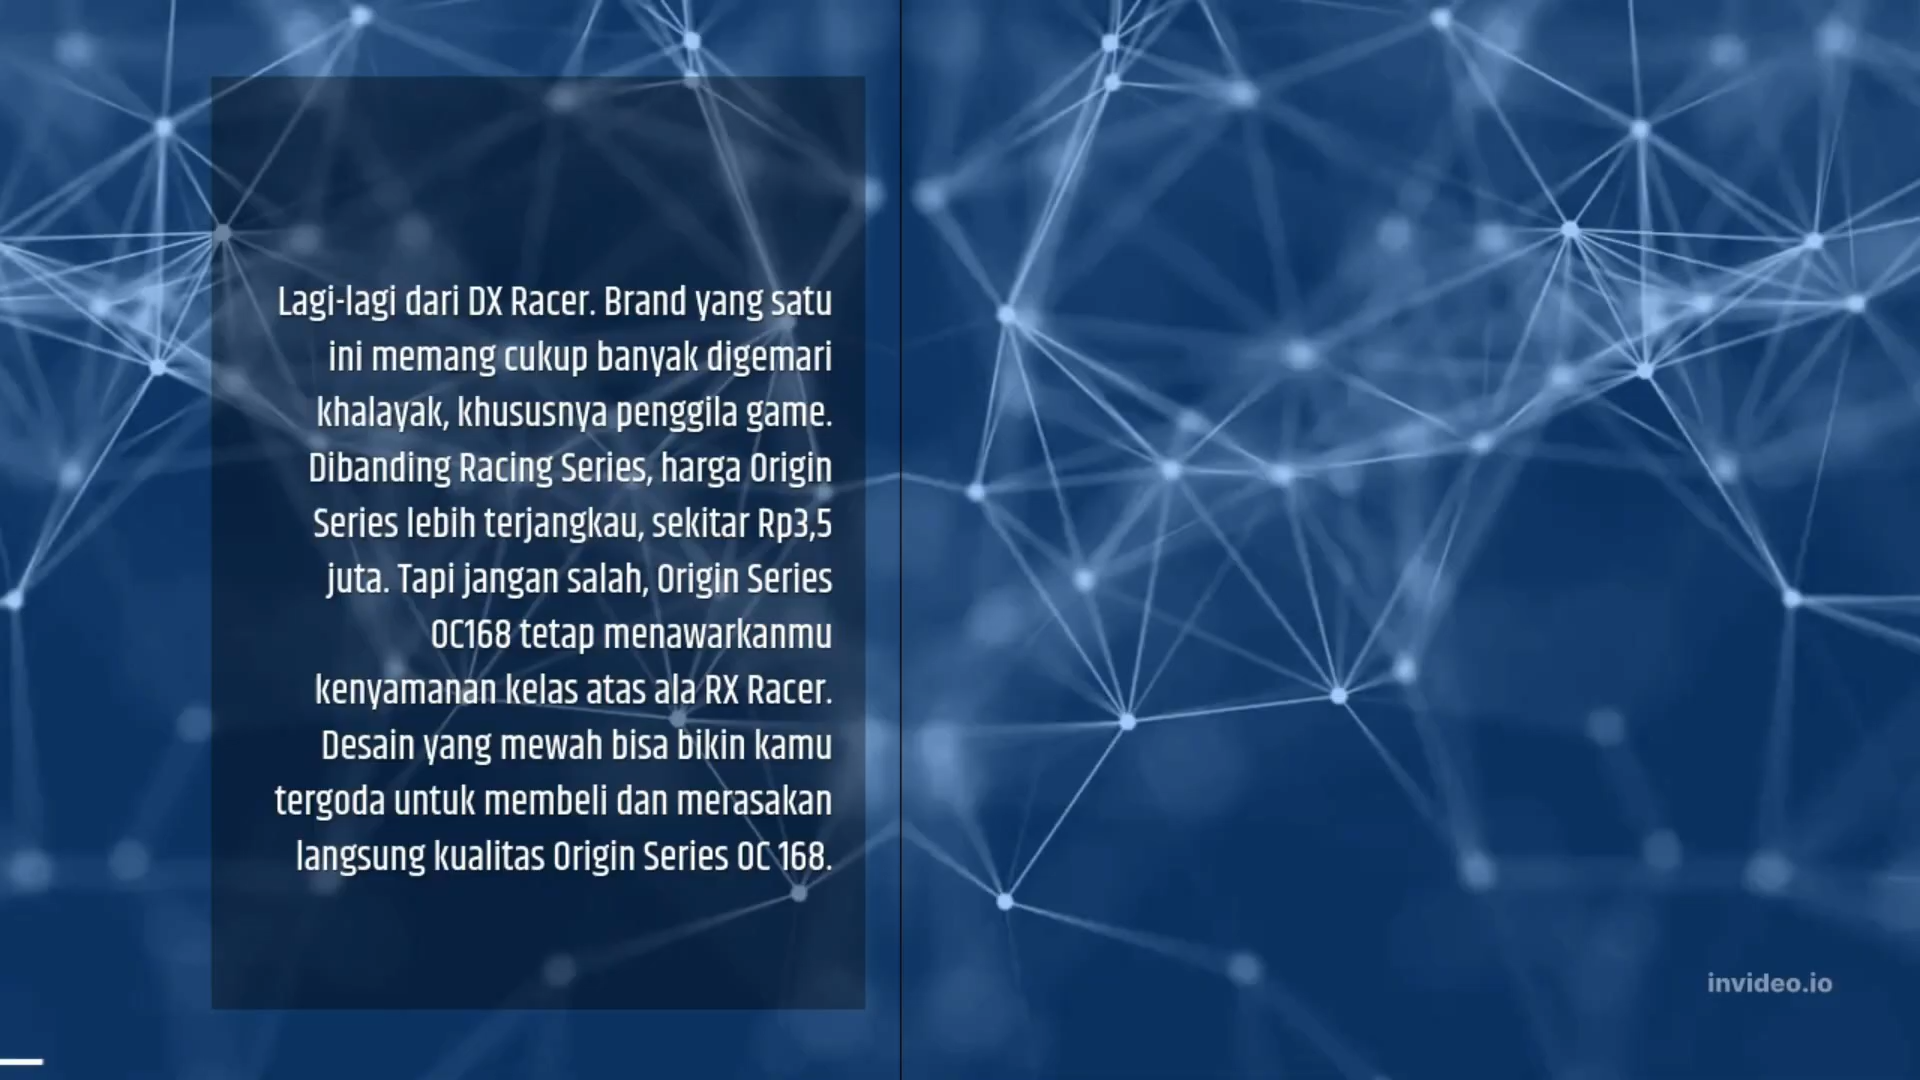 Lagi-lagi dari DX Racer. Brand yang satu
ini memang cukup banyak digemari
khalayak, khususnya penggila game.
Dibanding Racing Series, harga Origin
Series lebih terjangkau, sekitar Rp3,5
juta. Tapi jangan salah, Origin Series
OC168 tetap menawarkanmu
kenyamanan kelas atas ala RX Racer.
Desain yang mewah bisa bikin kamu
tergoda untuk membeli dan merasakan
langsung kualitas Origin Series OC 168.
invideo.io